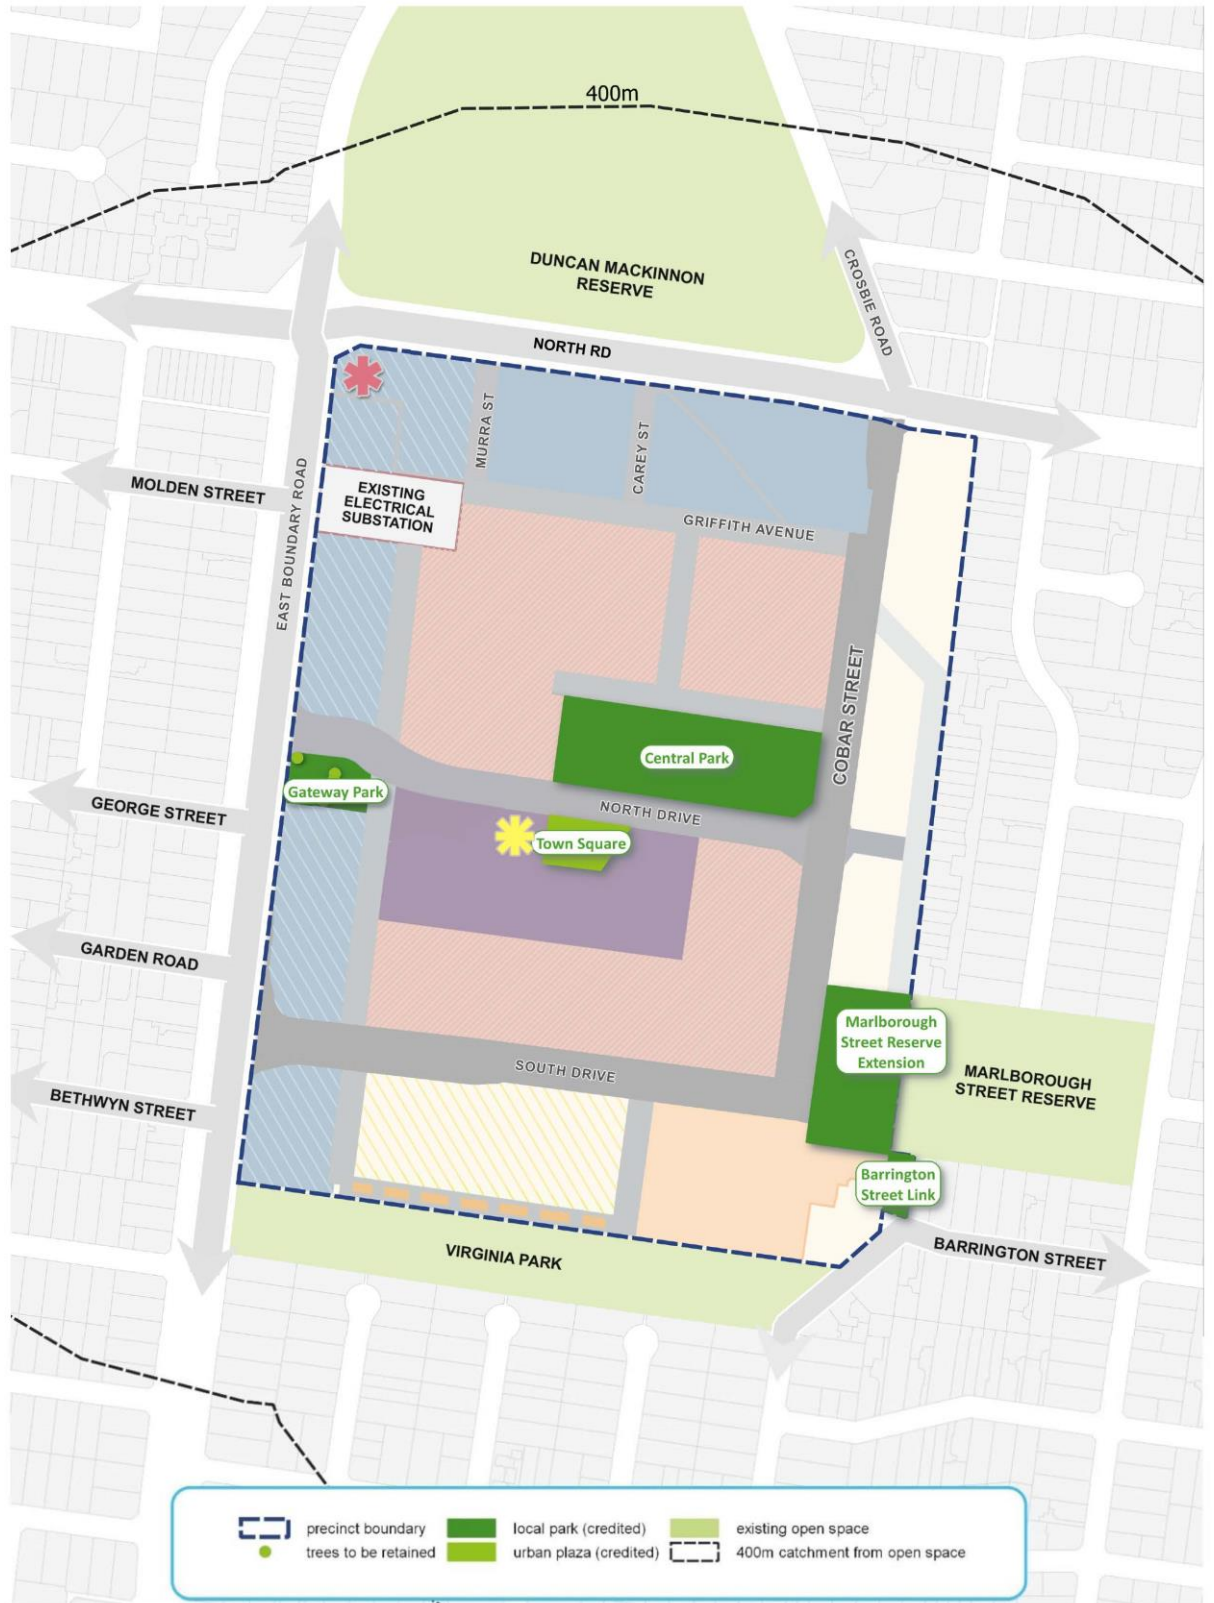 400m
DUNCAN MACKINNON
RESERVE
CROSBIE ROAD
NORTH RD
MURRA ST
CAREY ST
EAST BOUNDARY ROAD
MOLDEN STREET
EXISTING
ELECTRICAL
SUBSTATION
GRIFFITH AVENUE
COBAR STREET
Central Park
Gateway Park
GEORGE STREET
NORTH DRIVE
Town Square
GARDEN ROAD
Marlborough
Street Reserve
Extension
SOUTH DRIVE
MARLBOROUGH
STREET RESERVE
BETHWYN STREET
Barrington
Street Link
VIRGINIA PARK
BARRINGTON STREET
precinct boundary
local park (credited)
existing open space
trees to be retained
urban plaza (credited)
400m catchment from open space